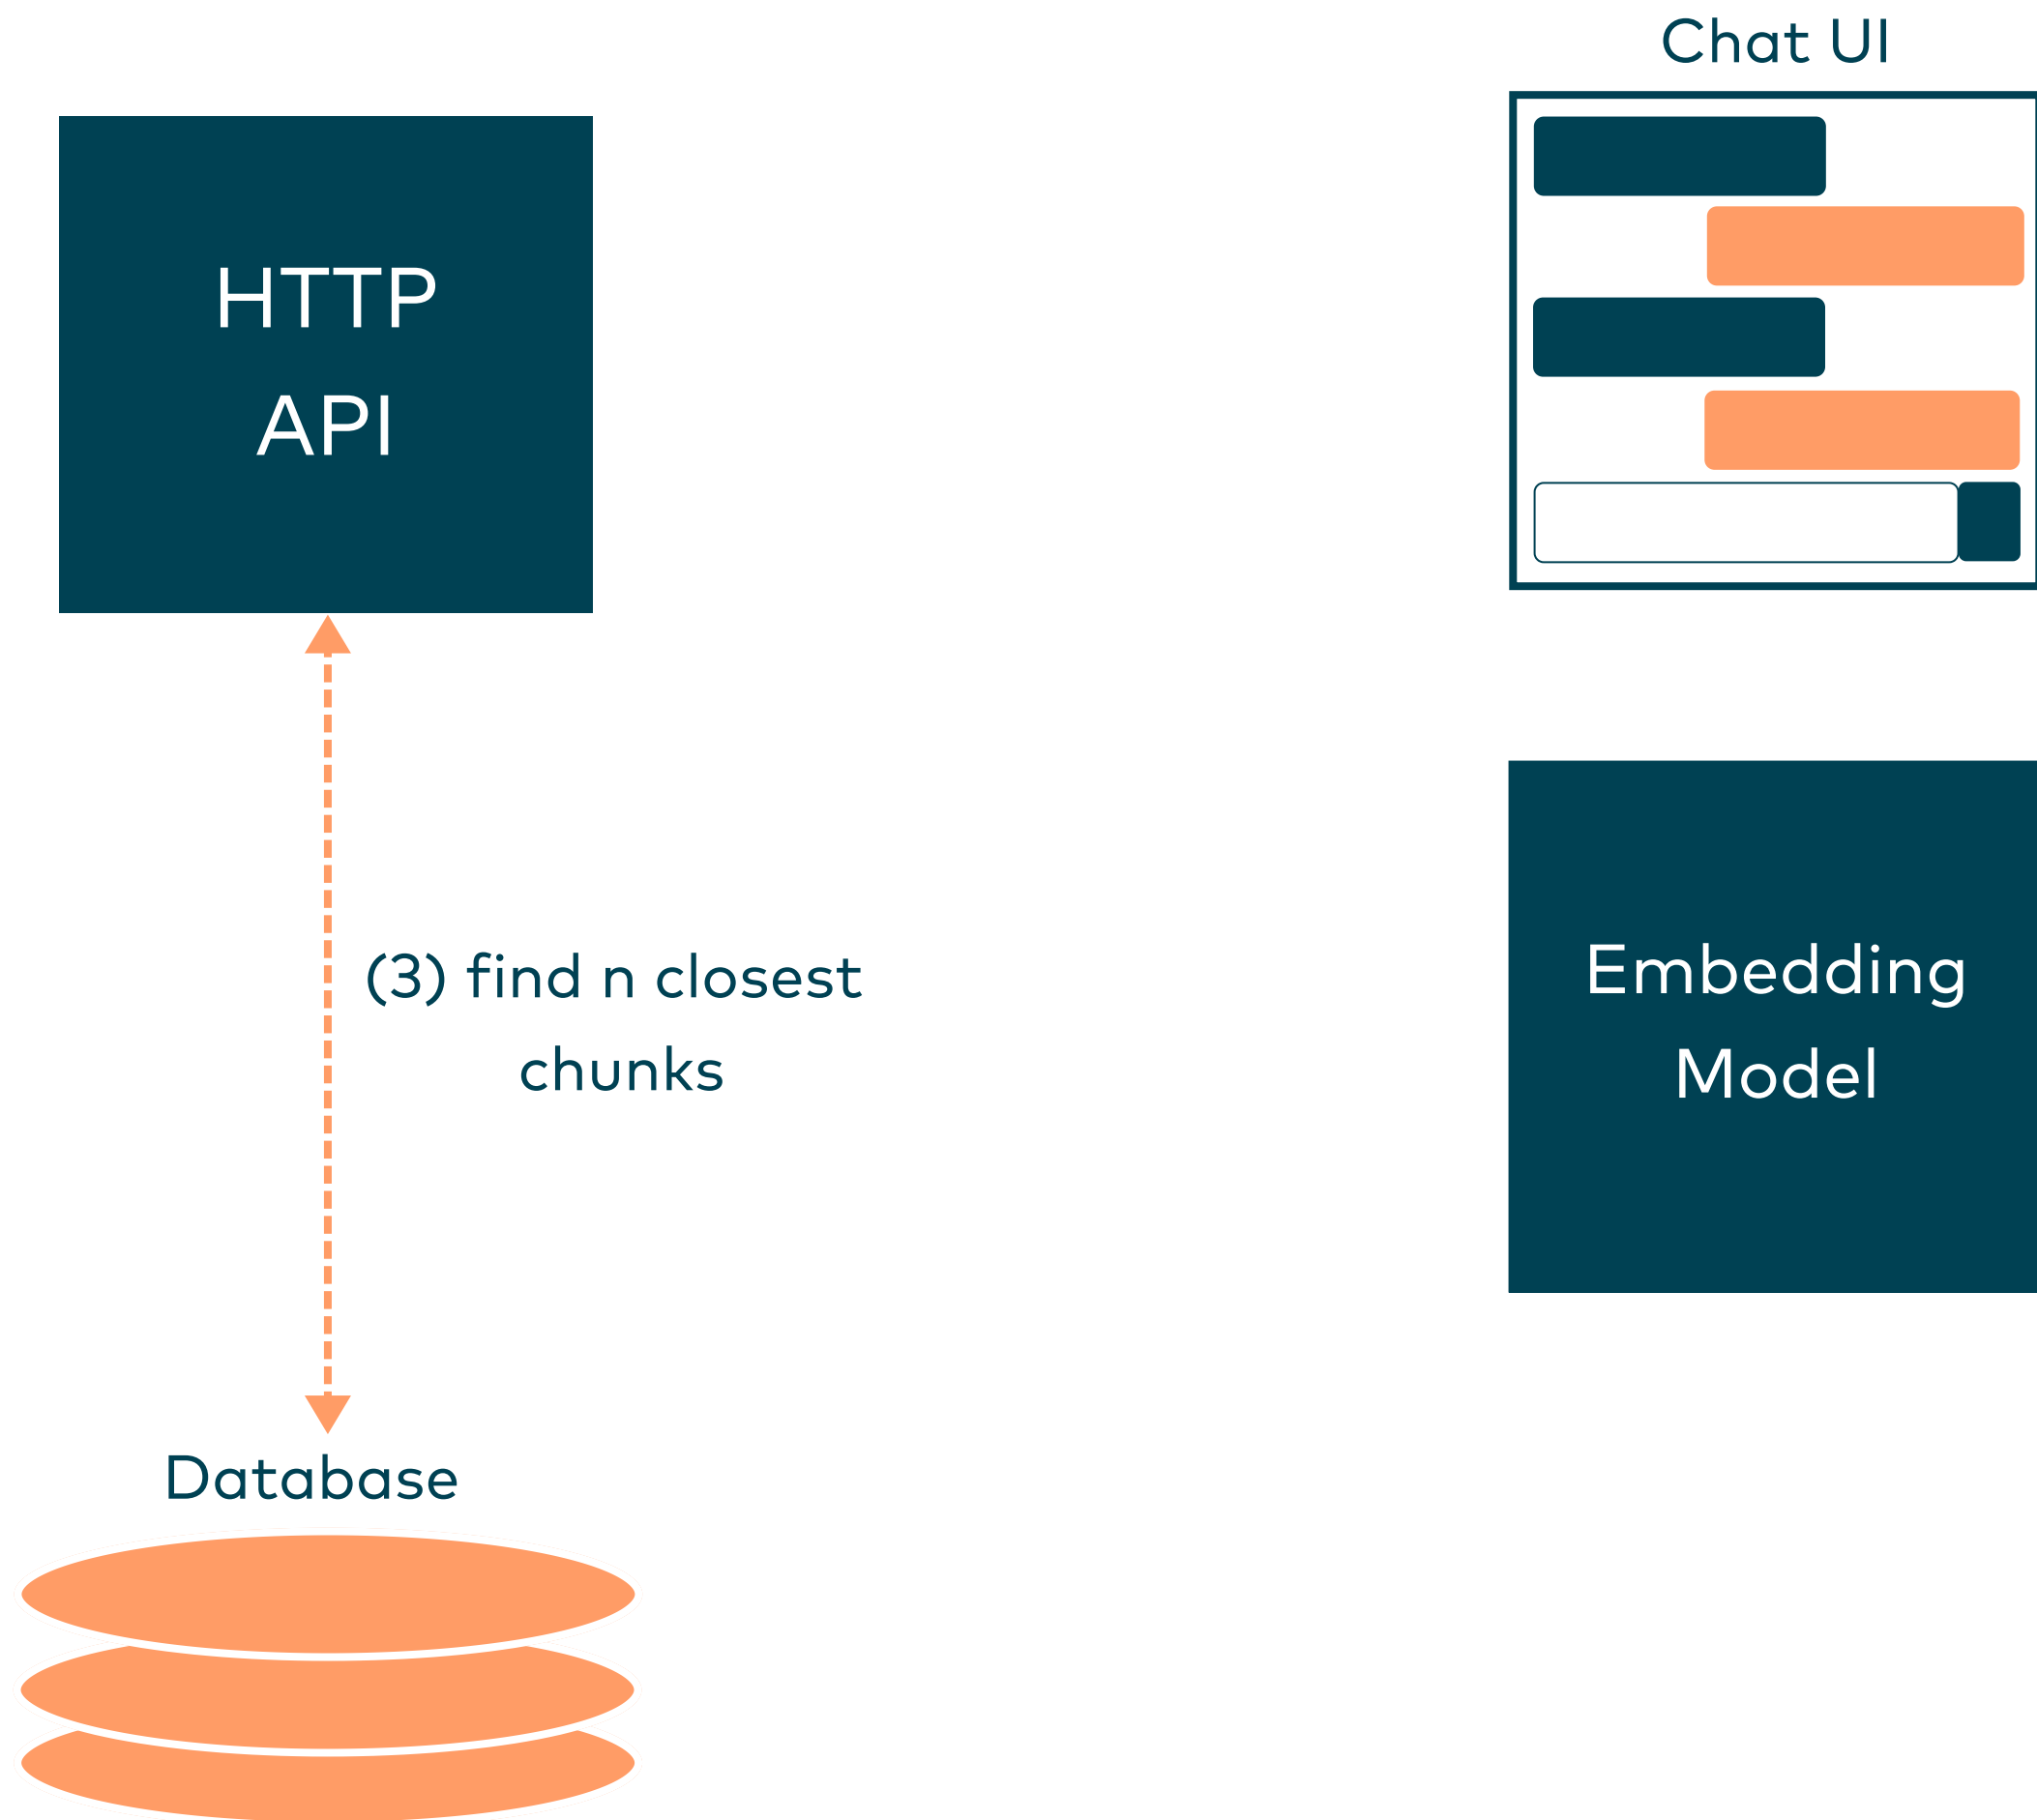 Chat UI
HTTP
API
(3) find n closest
chunks
Embedding
Model
Database